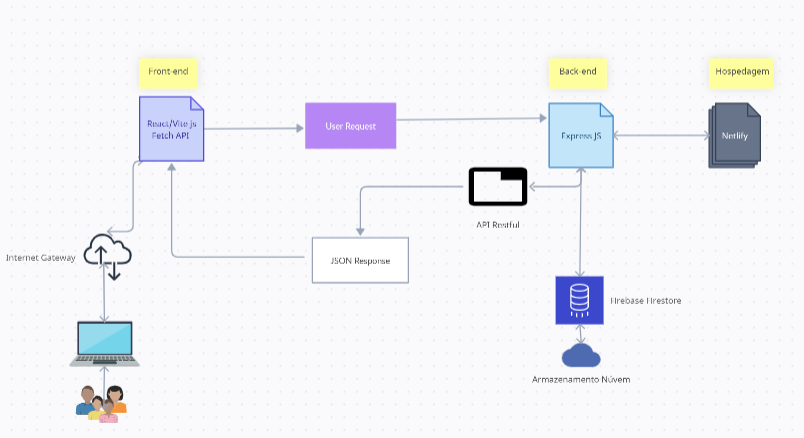 Front-end
Back-end
Hospedagem
React/Vite js
Fetch API
User Request
Express JS
Netlify
API Restful
Internet Gateway
JSON Response
Firebase Firestore
Armazenamento Núvem